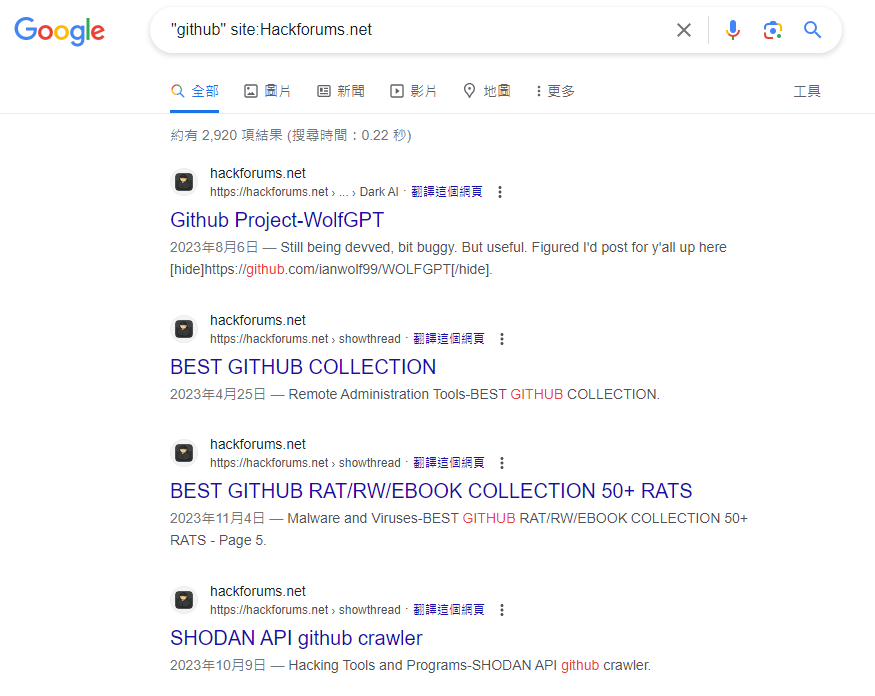 Google
"github" site:Hackforums.net
全部 圖片 新聞 影片 地圖 更多 工具
約有 2,920 項結果 (搜尋時間：0.22 秒)
hackforums.net
https://hackforums.net › ... › Dark AI · 翻譯這個網頁
Github Project-WolfGPT
2023年8月6日 — Still being devved, bit buggy. But useful. Figured I'd post for y'all up here
[hide]https://github.com/ianwolf99/WOLFGPT[/hide].
hackforums.net
https://hackforums.net › showthread · 翻譯這個網頁
BEST GITHUB COLLECTION
2023年4月25日 — Remote Administration Tools-BEST GITHUB COLLECTION.
hackforums.net
https://hackforums.net › showthread · 翻譯這個網頁
BEST GITHUB RAT/RW/EBOOK COLLECTION 50+ RATS
2023年11月4日 — Malware and Viruses-BEST GITHUB RAT/RW/EBOOK COLLECTION 50+
RATS - Page 5.
hackforums.net
https://hackforums.net › showthread · 翻譯這個網頁
SHODAN API github crawler
2023年10月9日 — Hacking Tools and Programs-SHODAN API github crawler.